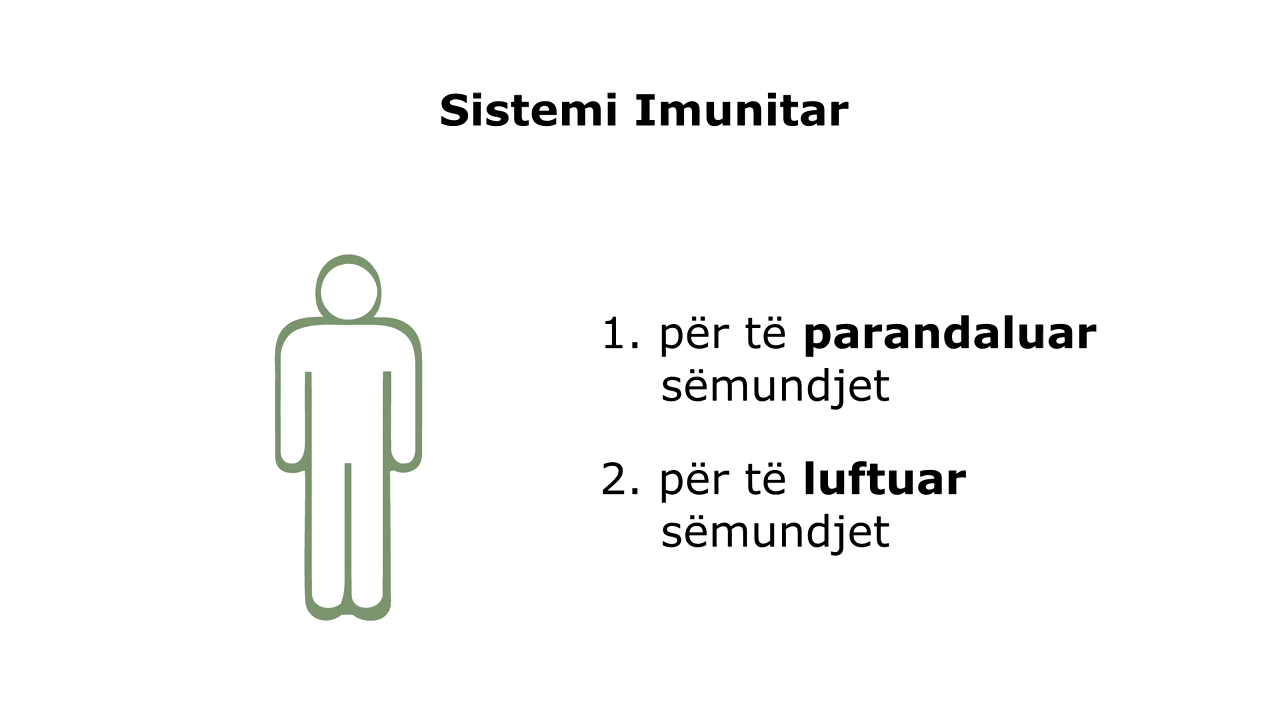 Sistemi Imunitar
1. për të parandaluar
sëmundjet
2. për të luftuar
sëmundjet